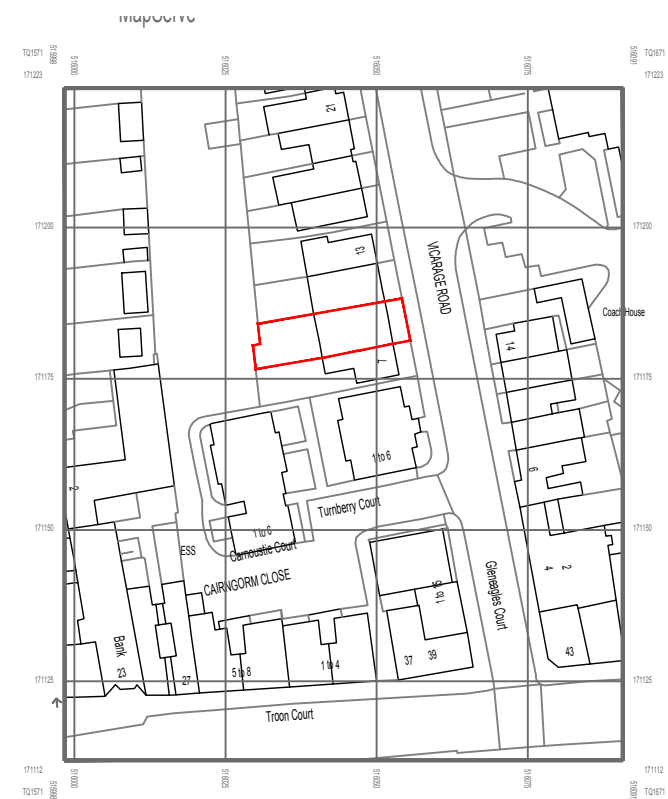 TQ1571
TQ1671
171223
171223
516000
516025
516050
516075
516091
21
171200
171200
13
VICARAGE ROAD
Coach House
14
7
171175
171175
1 to 6
9
2
Turnberry Court
171150
171150
1 to 6
ESS
Carnoustie Court
CAIRNGORM CLOSE
Gleneagles Court
4
2
Bank
23
27
5 to 8
1 to 4
37
39
43
171125
171125
Troon Court
171112
171112
TQ1571
TQ1671
516000
516025
516050
516075
516091